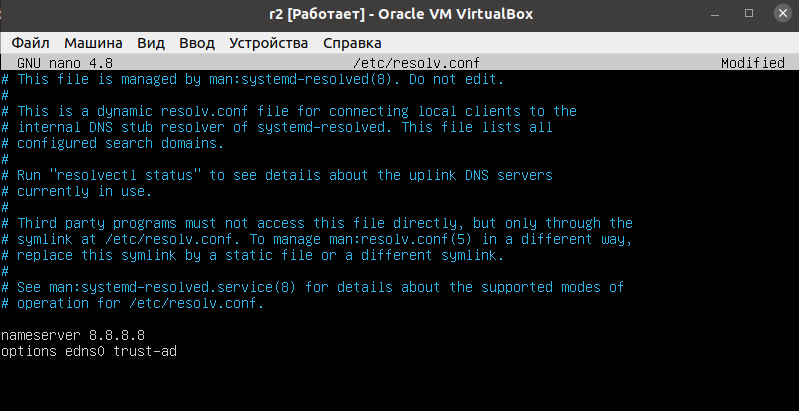 r2 [Работает] - Oracle VM VirtualBox
Файл Машина Вид Ввод Устройства Справка
GNU nano 4.8 /etc/resolv.conf Modified
# This file is managed by man:systemd-resolved(8). Do not edit.
#
# This is a dynamic resolv.conf file for connecting local clients to the
# internal DNS stub resolver of systemd-resolved. This file lists all
# configured search domains.
#
# Run "resolvectl status" to see details about the uplink DNS servers
# currently in use.
#
# Third party programs must not access this file directly, but only through the
# symlink at /etc/resolv.conf. To manage man:resolv.conf(5) in a different way,
# replace this symlink by a static file or a different symlink.
#
# See man:systemd-resolved.service(8) for details about the supported modes of
# operation for /etc/resolv.conf.
nameserver 8.8.8.8
options edns0 trust-ad